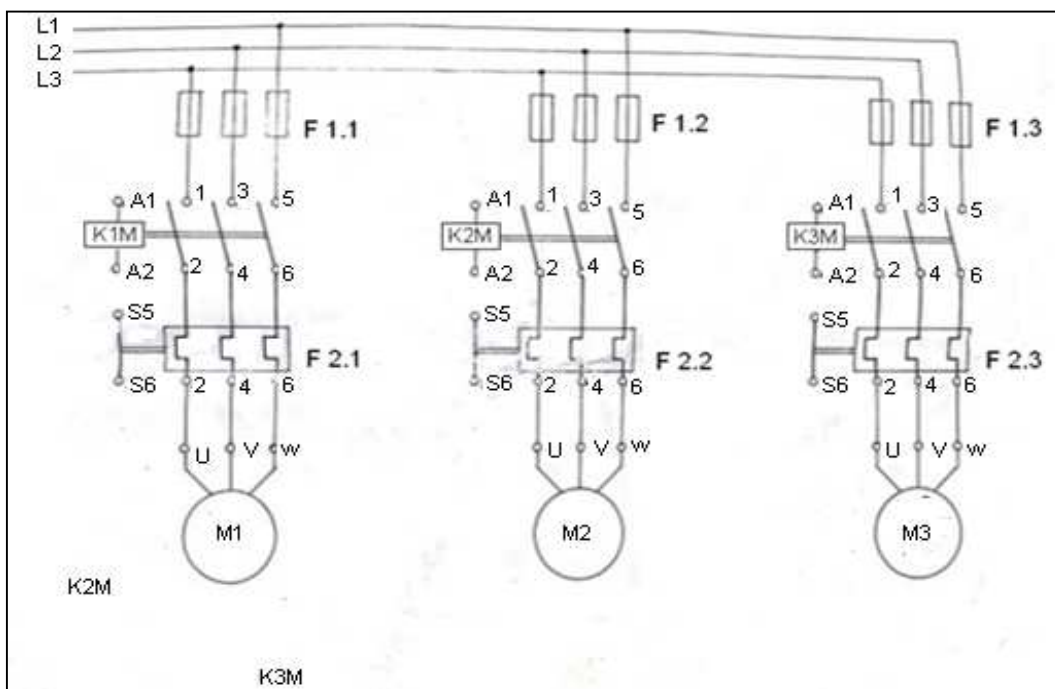 L1
L2
L3
F 1.1
F 1.2
F 1.3
A1 1 3 5
A1 1 3 5
A1 1 3 5
K1M
K2M
K3M
A2 2 4 6
A2 2 4 6
A2 2 4 6
S5
S5
S5
F 2.1
F 2.2
F 2.3
S6 2 4 6
S6 2 4 6
S6 2 4 6
U V W
U V W
U V W
M1
M2
M3
K2M
K3M